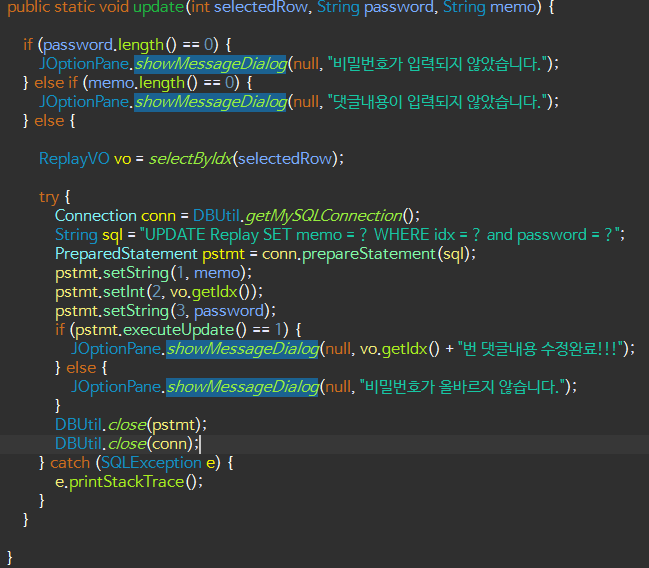 public static void update(int selectedRow, String password, String memo) {
if (password.length() == 0) {
JOptionPane.showMessageDialog(null, "비밀번호가 입력되지 않았습니다.");
} else if (memo.length() == 0) {
JOptionPane.showMessageDialog(null, "댓글내용이 입력되지 않았습니다.");
} else {
ReplayVO vo = selectByIdx(selectedRow);
try {
Connection conn = DBUtil.getMySQLConnection();
String sql = "UPDATE Replay SET memo = ? WHERE idx = ? and password = ?";
PreparedStatement pstmt = conn.prepareStatement(sql);
pstmt.setString(1, memo);
pstmt.setInt(2, vo.getIdx());
pstmt.setString(3, password);
if (pstmt.executeUpdate() == 1) {
JOptionPane.showMessageDialog(null, vo.getIdx() + "번 댓글내용 수정완료!!!");
} else {
JOptionPane.showMessageDialog(null, "비밀번호가 올바르지 않습니다.");
}
DBUtil.close(pstmt);
DBUtil.close(conn);
} catch (SQLException e) {
e.printStackTrace();
}
}
}